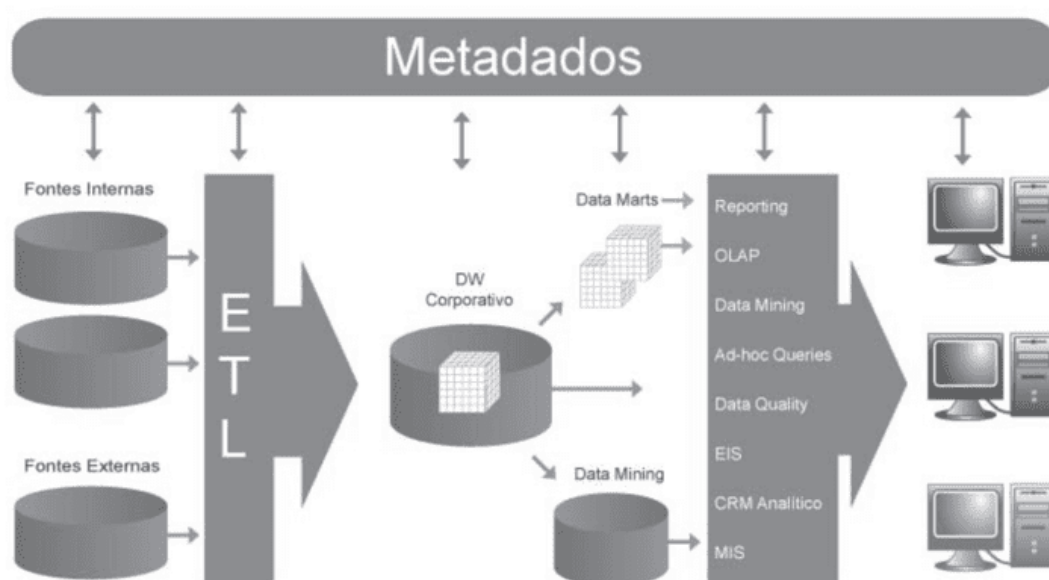 Metadados
Fontes Internas
Fontes Externas
E
T
L
DW
Corporativo
Data Marts
Data Mining
Reporting
OLAP
Data Mining
Ad-hoc Queries
Data Quality
EIS
CRM Analítico
MIS